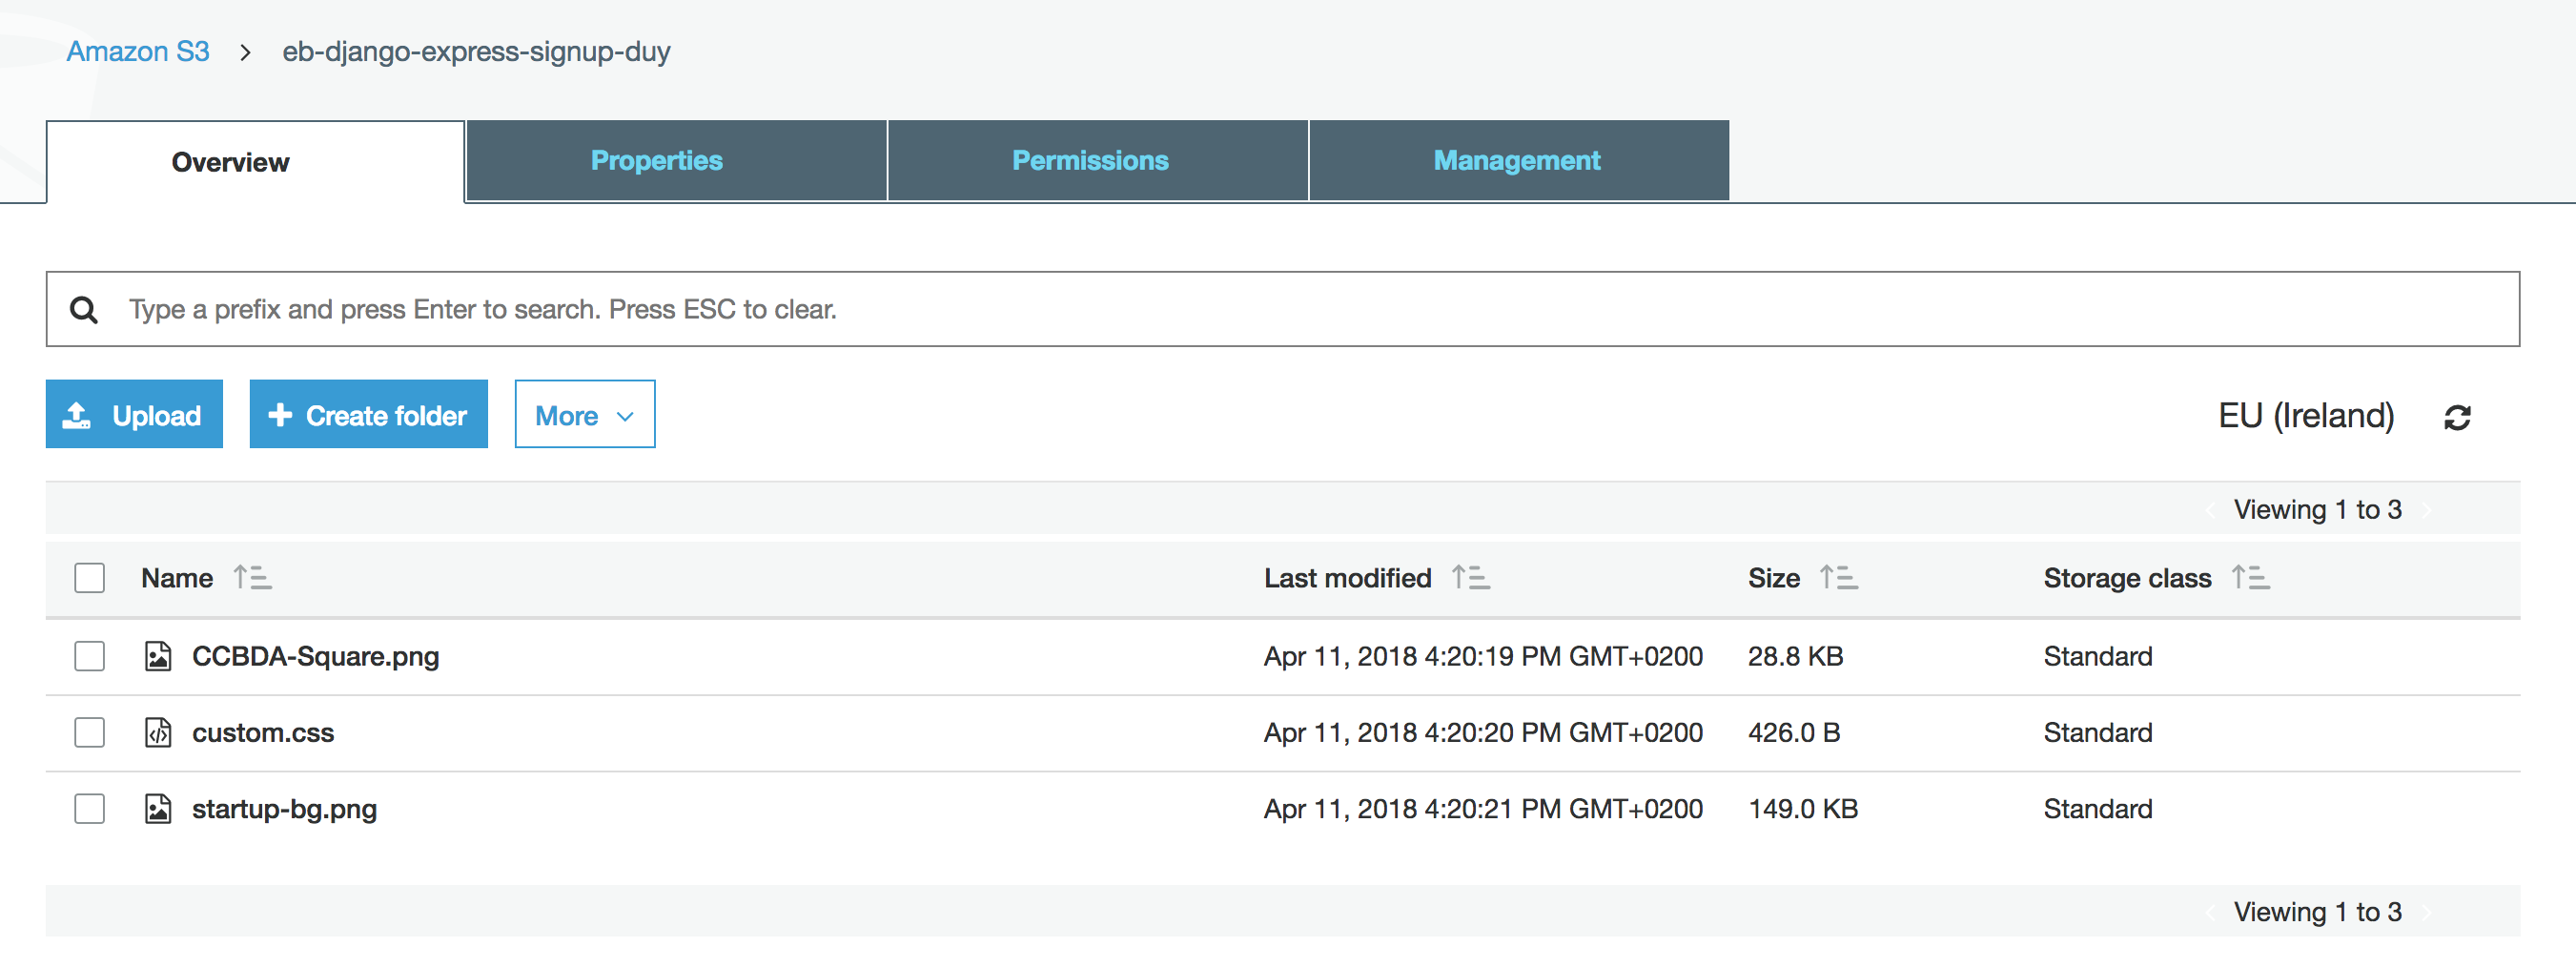 Amazon S3 > eb-django-express-signup-duy
Overview Properties Permissions Management
Type a prefix and press Enter to search. Press ESC to clear.
Upload + Create folder More EU (Ireland)
Viewing 1 to 3
Name Last modified Size Storage class
CCBDA-Square.png Apr 11, 2018 4:20:19 PM GMT+0200 28.8 KB Standard
custom.css Apr 11, 2018 4:20:20 PM GMT+0200 426.0 B Standard
startup-bg.png Apr 11, 2018 4:20:21 PM GMT+0200 149.0 KB Standard
Viewing 1 to 3